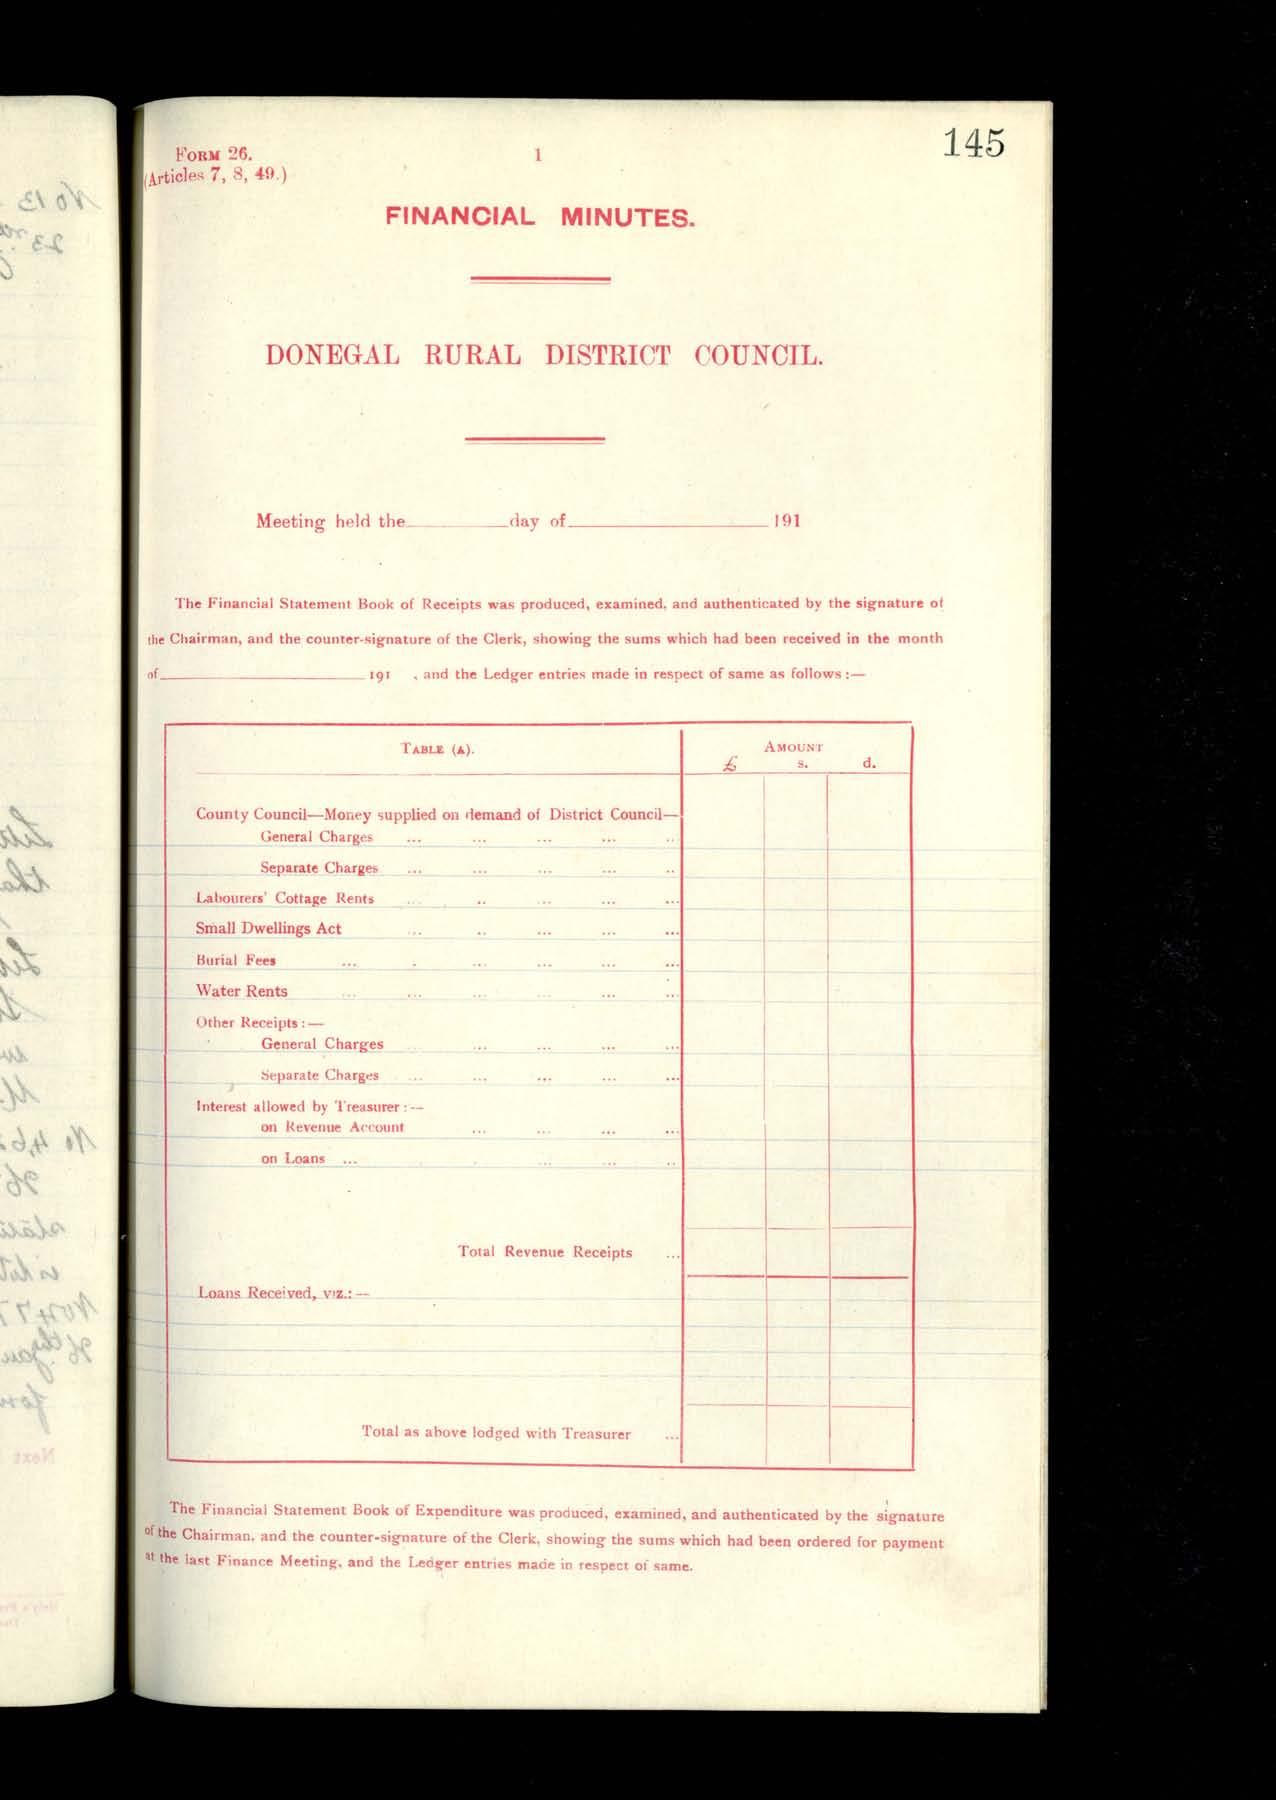 145
FORM 26.
1
(Articles 7, 8, 49.)
FINANCIAL MINUTES.
DONEGAL RURAL DISTRICT COUNCIL.
Meeting held the day of 191
The Financial Statement Book of Receipts was produced, examined, and authenticated by the signature of
the Chairman, and the counter-signature of the Clerk, showing the sums which had been received in the month
of 191 , and the Ledger entries made in respect of same as follows :—
TABLE (A).
AMOUNT
£ s. d.
County Council—Money supplied on demand of District Council—
General Charges ... ... ... ... ..
Separate Charges ... ... ... ... ..
Labourers' Cottage Rents ... .. ... ... ...
Small Dwellings Act ... .. ... ... ...
Burial Fees ... . ... ... ... ...
Water Rents ... ... ... ... ... ...
Other Receipts :—
General Charges ... ... ... ...
Separate Charges ... ... ... ... ...
Interest allowed by Treasurer :—
on Revenue Account ... ... ... ...
on Loans ... . . ... ... ..
Total Revenue Receipts ...
Loans Received, viz.: —
Total as above lodged with Treasurer ...
The Financial Statement Book of Expenditure was produced, examined, and authenticated by the signature
of the Chairman, and the counter-signature of the Clerk, showing the sums which had been ordered for payment
at the last Finance Meeting, and the Ledger entries made in respect of same.